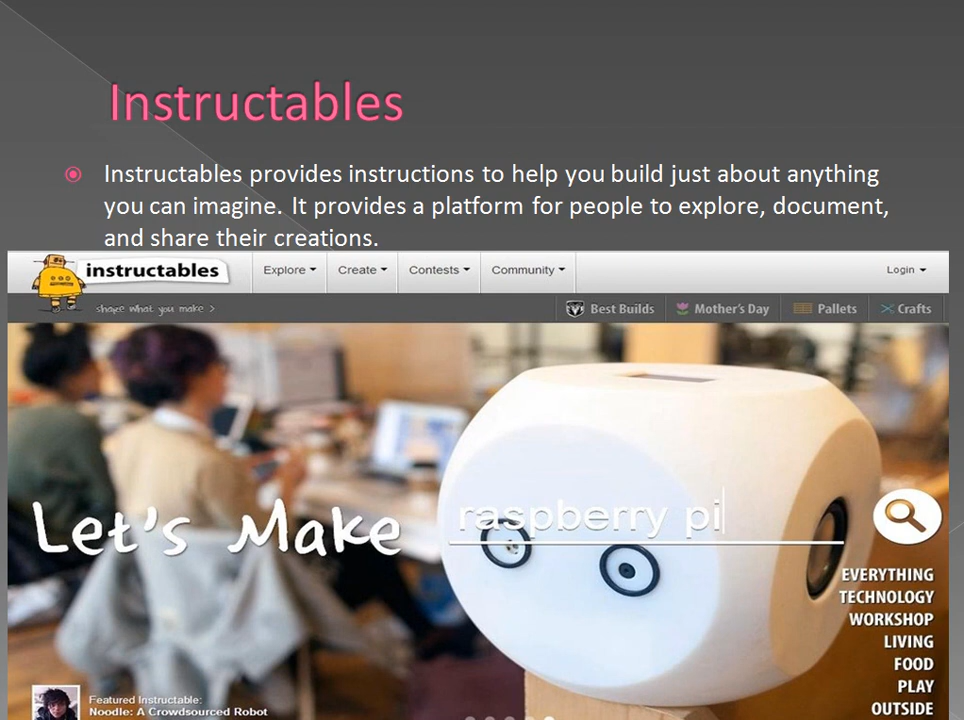 Instructables
Instructables provides instructions to help you build just about anything
you can imagine. It provides a platform for people to explore, document,
and share their creations.
instructables
Explore
Create
Contests
Community
Login
share what you make >
Best Builds
Mother's Day
Pallets
Crafts
Let's Make raspberry pi
EVERYTHING
TECHNOLOGY
WORKSHOP
LIVING
FOOD
PLAY
OUTSIDE
Featured Instructable:
Noodle: A Crowdsourced Robot